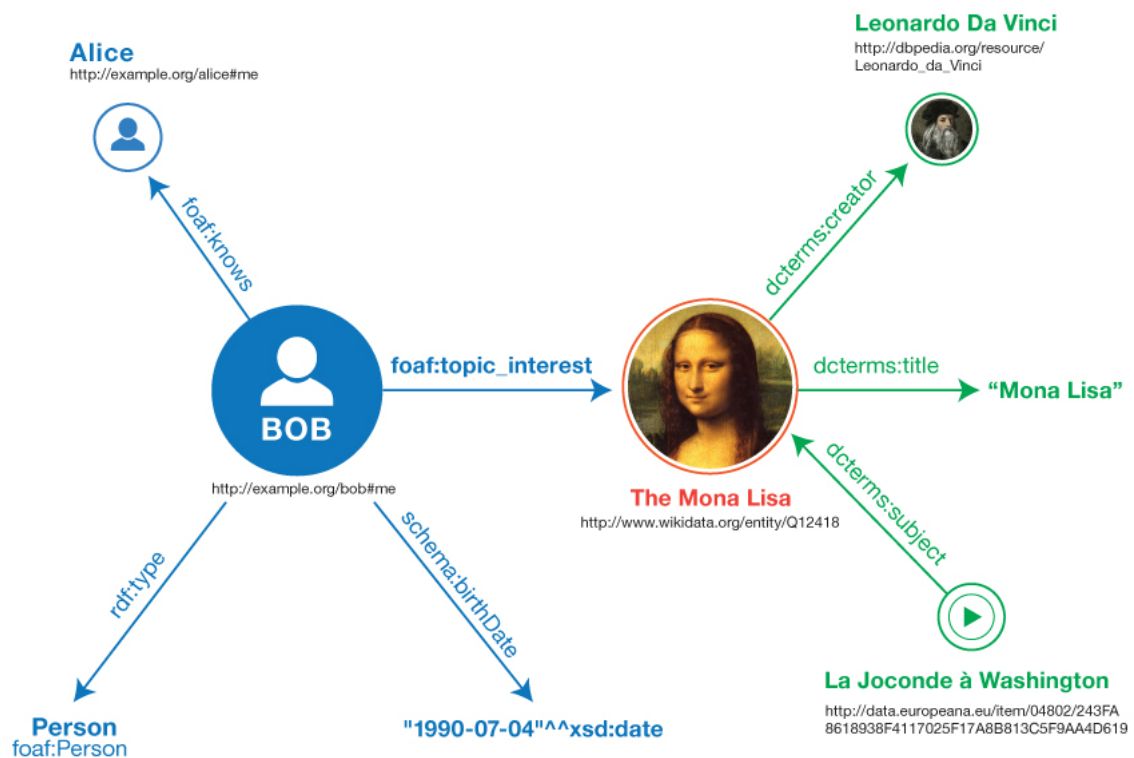 Leonardo Da Vinci
http://dbpedia.org/resource/
Leonardo_da_Vinci
Alice
http://example.org/alice#me
foaf:knows
dcterms:creator
foaf:topic_interest
dcterms:title
“Mona Lisa”
BOB
http://example.org/bob#me
The Mona Lisa
http://www.wikidata.org/entity/Q12418
dcterms:subject
rdf:type
schema:birthDate
La Joconde à Washington
http://data.europeana.eu/item/04802/243FA
8618938F4117025F17A8B813C5F9AA4D619
Person
foaf:Person
"1990-07-04"^^xsd:date